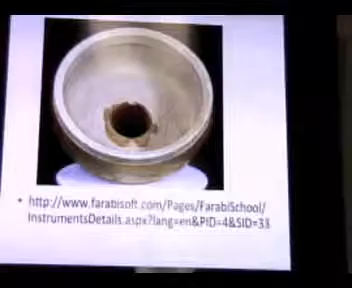 • http://www.farabisoft.com/Pages/FarabiSchool/
InstrumentsDetails.aspx?lang=en&PID=4&SID=33